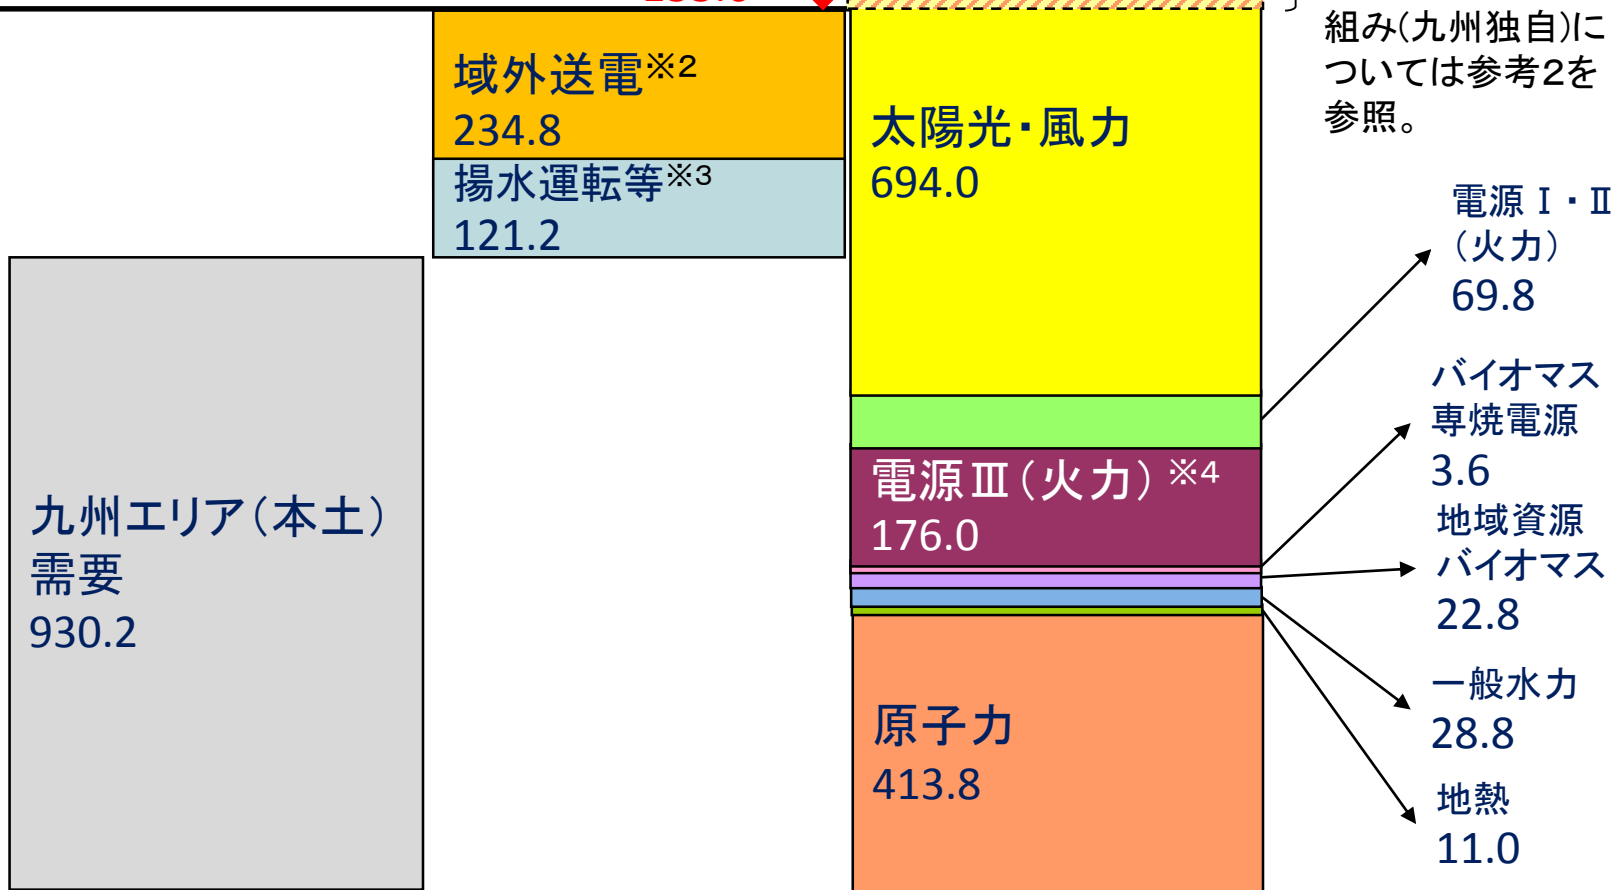 組み(九州独自)に
ついては参考2を
参照。
域外送電※2
234.8
揚水運転等※3
121.2
太陽光・風力
694.0
電源Ⅰ・Ⅱ
(火力)
69.8
バイオマス
専焼電源
3.6
電源Ⅲ(火力)※4
176.0
地域資源
バイオマス
22.8
九州エリア(本土)
需要
930.2
一般水力
28.8
原子力
413.8
地熱
11.0